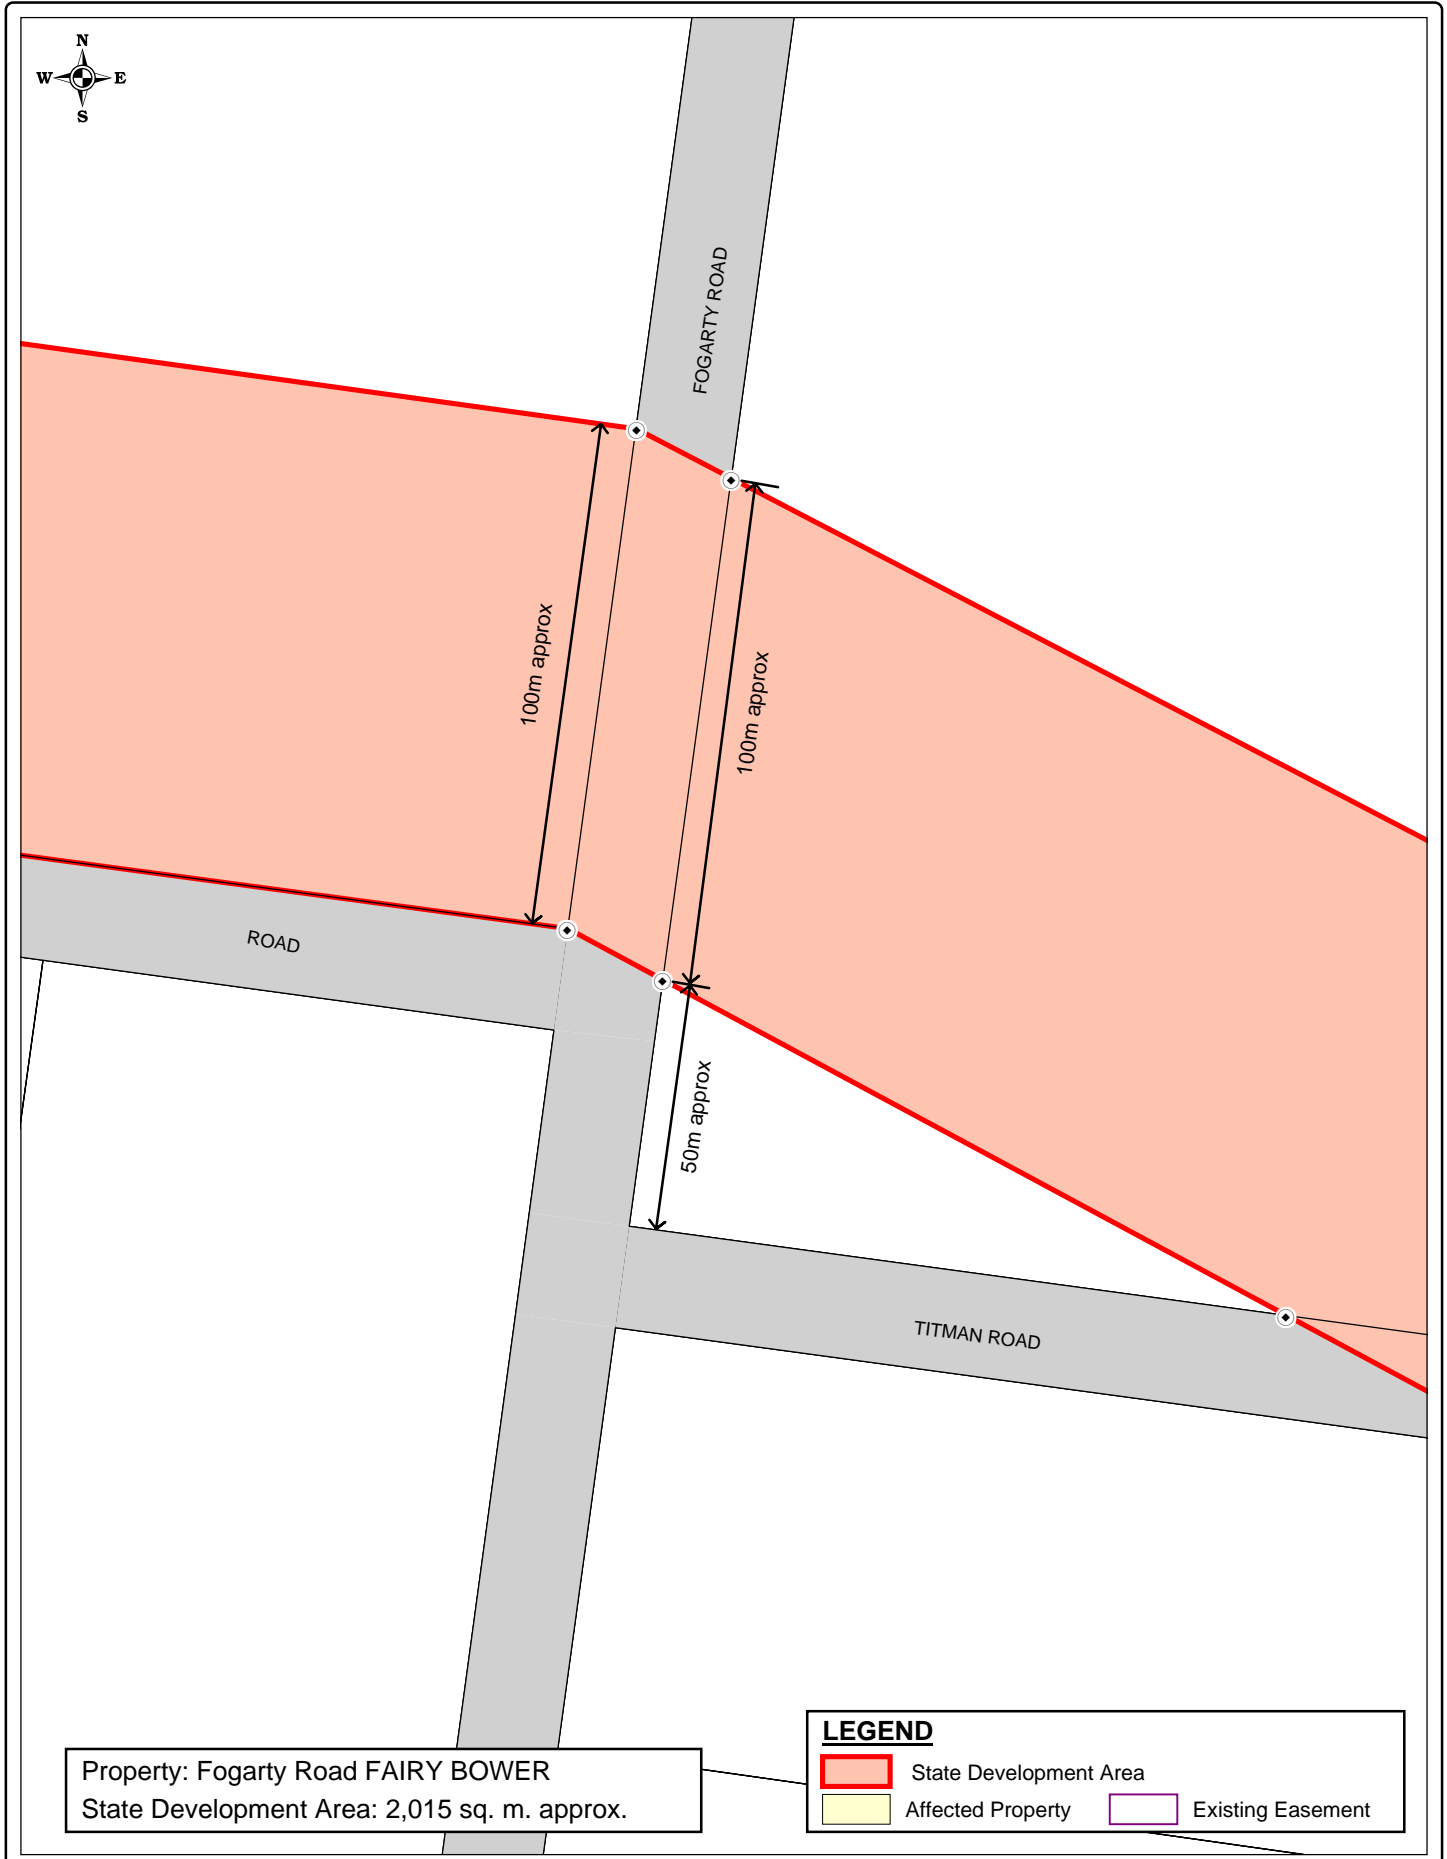 N
W E
S
FOGARTY ROAD
100m approx
100m approx
ROAD
50m approx
TITMAN ROAD
Property: Fogarty Road FAIRY BOWER
State Development Area: 2,015 sq. m. approx.
LEGEND
State Development Area
Affected Property Existing Easement